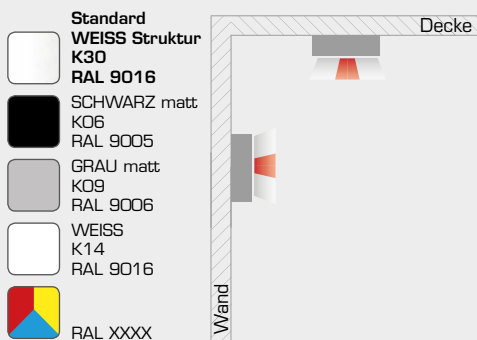 Standard
WEISS Struktur
K30
RAL 9016
SCHWARZ matt
K06
RAL 9005
GRAU matt
K09
RAL 9006
WEISS
K14
RAL 9016
RAL XXXX
Decke
Wand